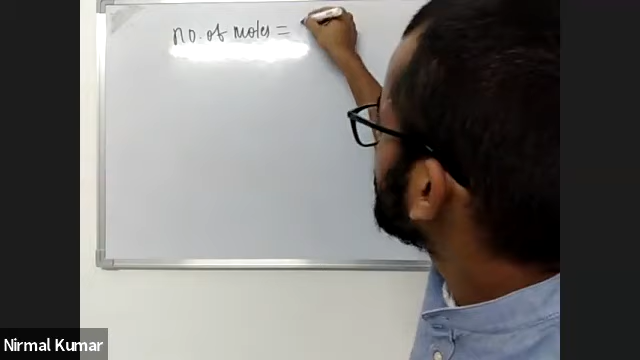 no. of moles =
Nirmal Kumar